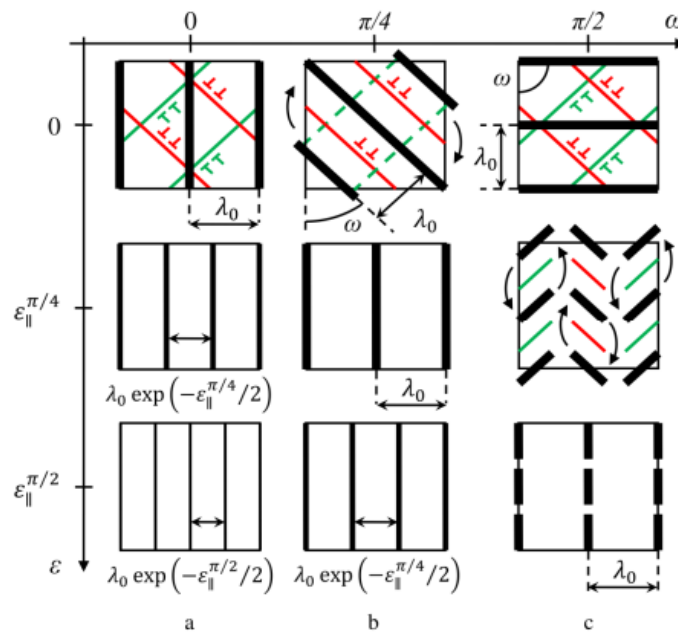 0 π/4 π/2 ω
0
λ₀
ω
λ₀
ω
λ₀
ε∥^{π/4}
λ₀ exp(−ε∥^{π/4}/2)
λ₀
ε∥^{π/2}
ε
λ₀ exp(−ε∥^{π/2}/2)
λ₀ exp(−ε∥^{π/4}/2)
λ₀
a b c